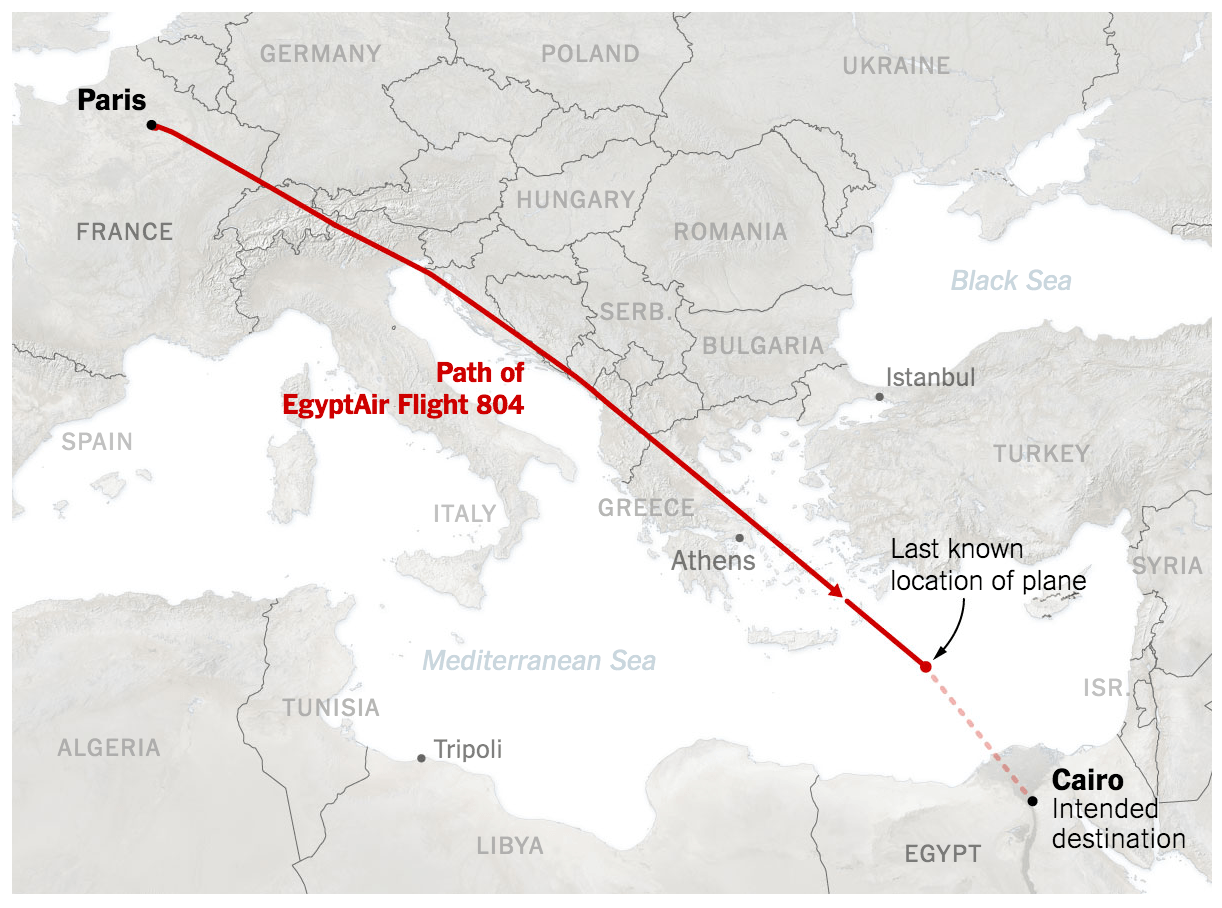 GERMANY
POLAND
UKRAINE
Paris
HUNGARY
FRANCE
ROMANIA
Black Sea
SERB.
BULGARIA
Path of
EgyptAir Flight 804
Istanbul
SPAIN
TURKEY
ITALY
GREECE
Athens
Last known
location of plane
SYRIA
Mediterranean Sea
ISR.
TUNISIA
ALGERIA
Tripoli
Cairo
Intended
destination
LIBYA
EGYPT